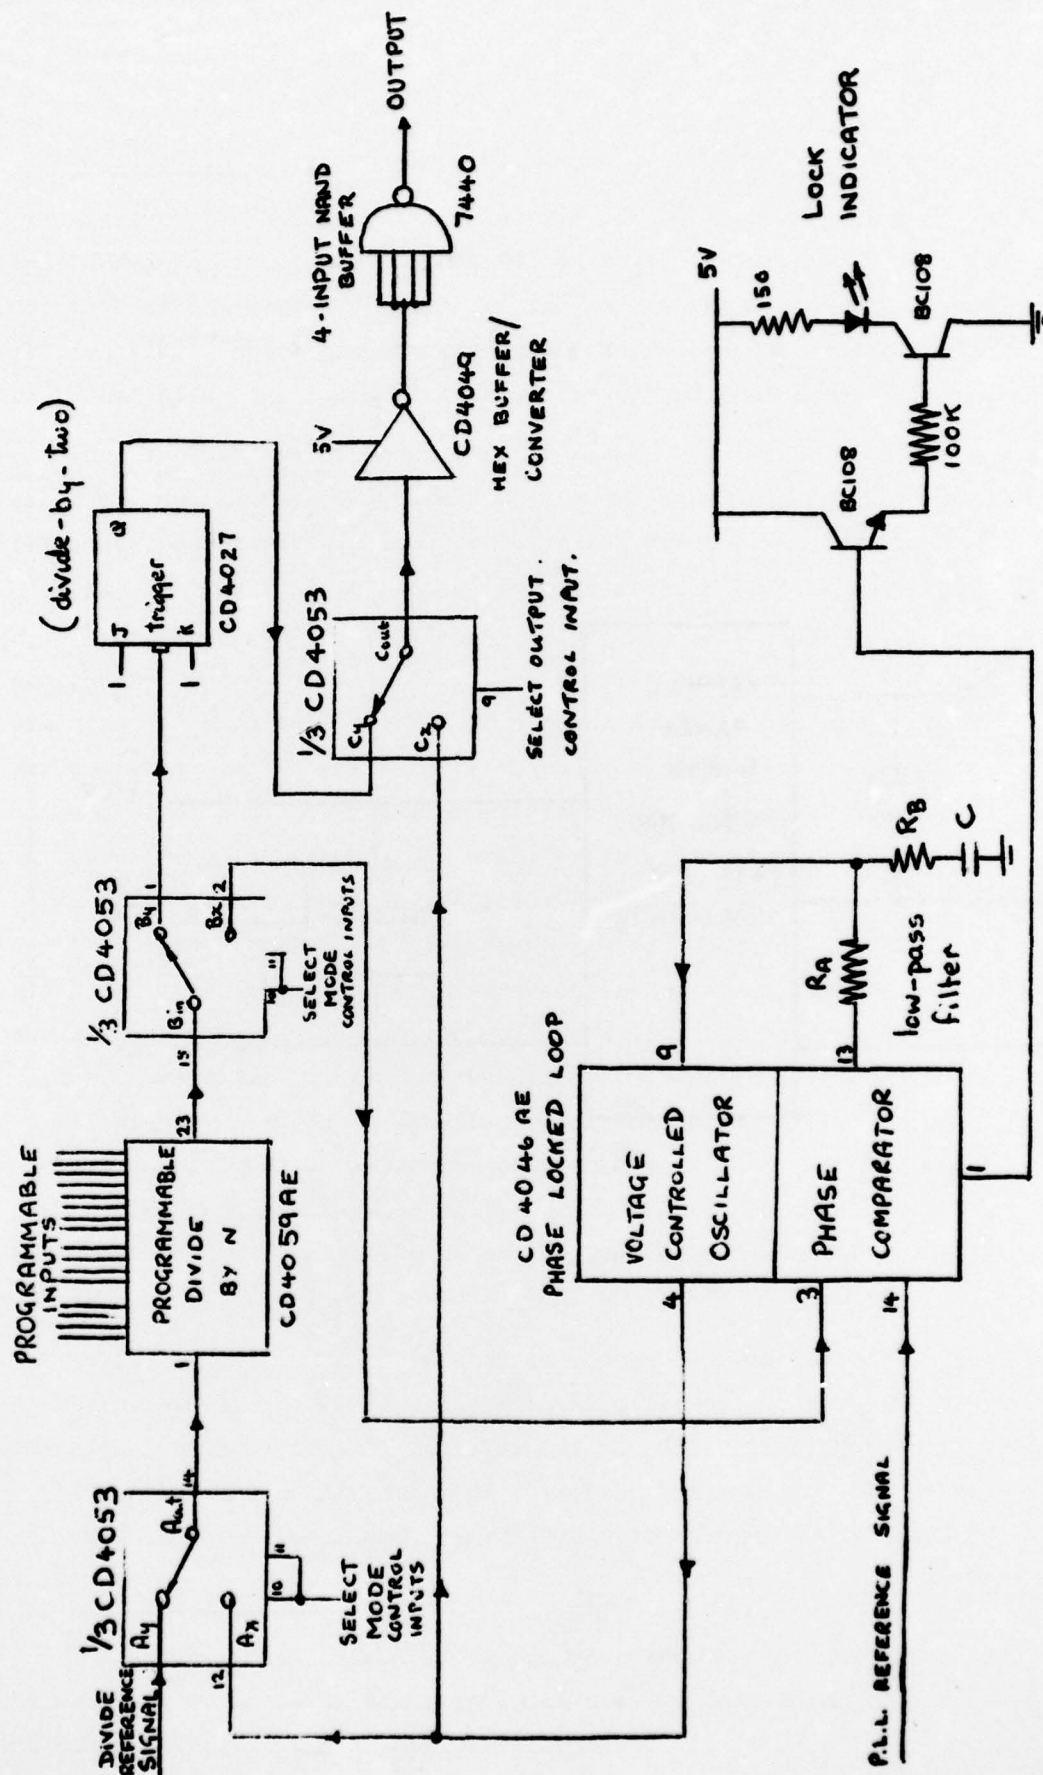 DIVIDE
REFERENCE
SIGNAL
1/3 CD4053
Ay
Aout
14
12
Ax
10
11
SELECT
MODE
CONTROL
INPUTS
PROGRAMMABLE
INPUTS
1
PROGRAMMABLE
DIVIDE
BY N
23
CD4059AE
1/3 CD4053
15
Bin
By
1
Bx
2
10
11
SELECT
MODE
CONTROL INPUTS
(divide-by-two)
1
J
trigger
1
K
Q
CD4027
1/3 CD4053
Cy
Cout
Cx
9
SELECT OUTPUT.
CONTROL INPUT.
5V
CD4049
HEX BUFFER/
CONVERTER
4-INPUT NAND
BUFFER
7440
OUTPUT
CD4046AE
PHASE LOCKED LOOP
4
VOLTAGE
CONTROLLED
OSCILLATOR
9
3
14
PHASE
COMPARATOR
13
1
P.L.L. REFERENCE SIGNAL
RA
RB
C
low-pass
filter
5V
BC108
100K
150
BC108
LOCK
INDICATOR